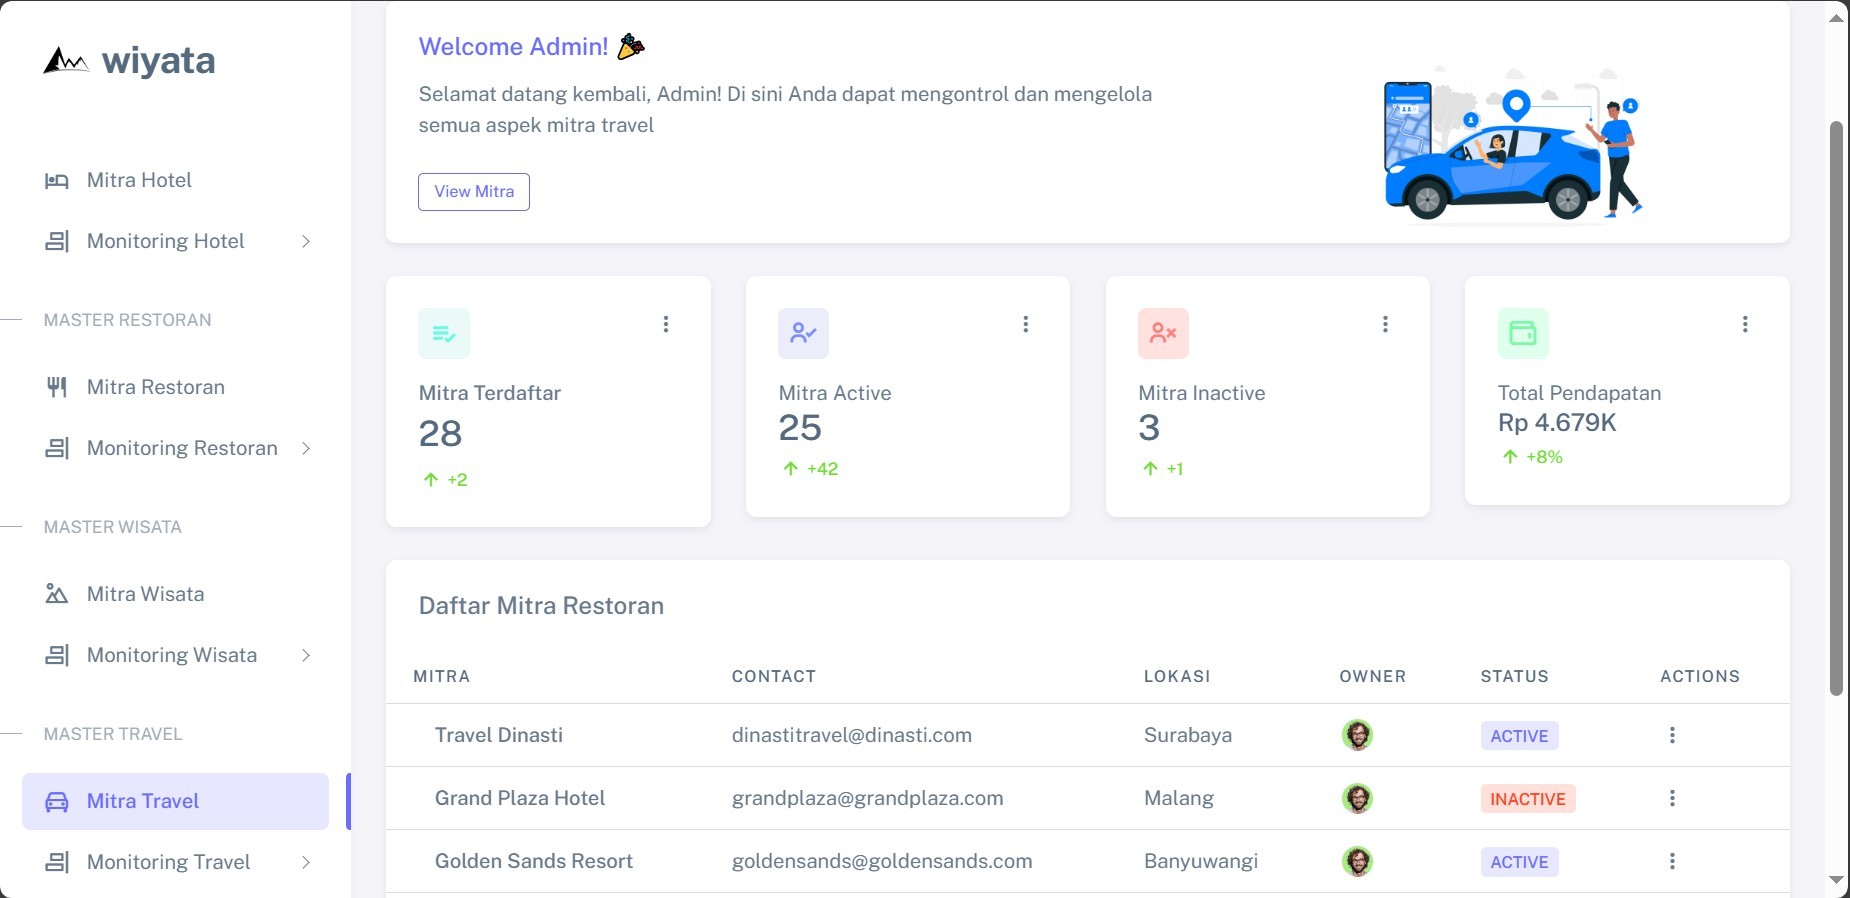 wiyata
Mitra Hotel
Monitoring Hotel
MASTER RESTORAN
Mitra Restoran
Monitoring Restoran
MASTER WISATA
Mitra Wisata
Monitoring Wisata
MASTER TRAVEL
Mitra Travel
Monitoring Travel
Welcome Admin! 🎉
Selamat datang kembali, Admin! Di sini Anda dapat mengontrol dan mengelola
semua aspek mitra travel
View Mitra
Mitra Terdaftar
28
+2
Mitra Active
25
+42
Mitra Inactive
3
+1
Total Pendapatan
Rp 4.679K
+8%
Daftar Mitra Restoran
MITRA CONTACT LOKASI OWNER STATUS ACTIONS
Travel Dinasti dinastitravel@dinasti.com Surabaya ACTIVE
Grand Plaza Hotel grandplaza@grandplaza.com Malang INACTIVE
Golden Sands Resort goldensands@goldensands.com Banyuwangi ACTIVE